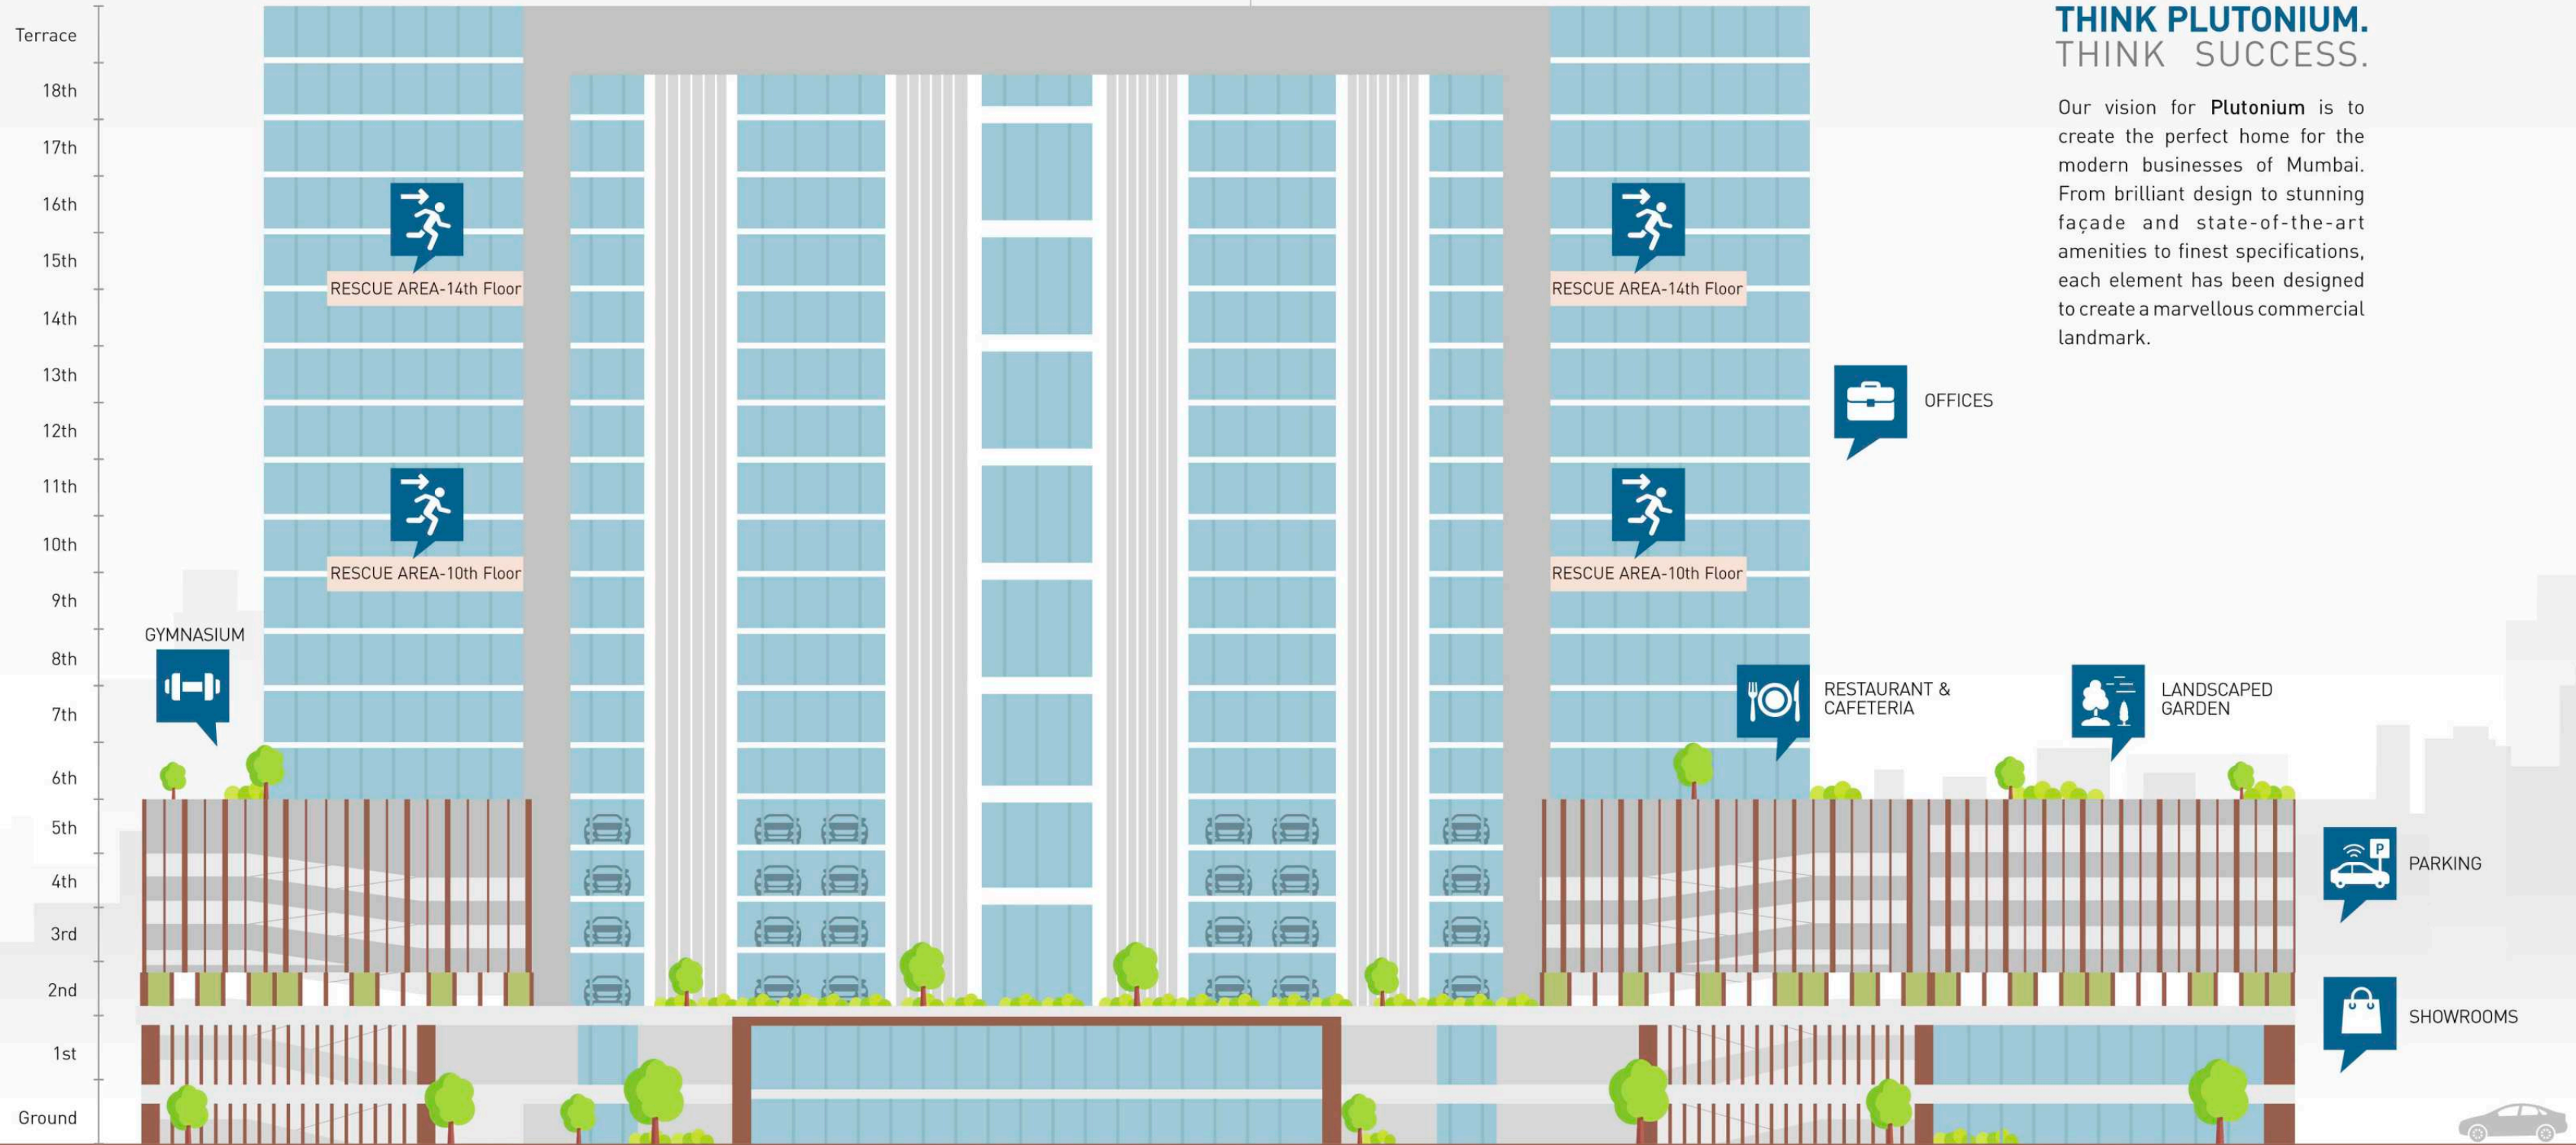 THINK PLUTONIUM.
THINK SUCCESS.
Our vision for Plutonium is to
create the perfect home for the
modern businesses of Mumbai.
From brilliant design to stunning
façade and state-of-the-art
amenities to finest specifications,
each element has been designed
to create a marvellous commercial
landmark.
Terrace
18th
17th
16th
15th
RESCUE AREA-14th Floor
RESCUE AREA-14th Floor
14th
13th
OFFICES
12th
11th
10th
RESCUE AREA-10th Floor
RESCUE AREA-10th Floor
9th
GYMNASIUM
8th
RESTAURANT &
CAFETERIA
LANDSCAPED
GARDEN
7th
6th
5th
P
PARKING
4th
3rd
2nd
SHOWROOMS
1st
Ground